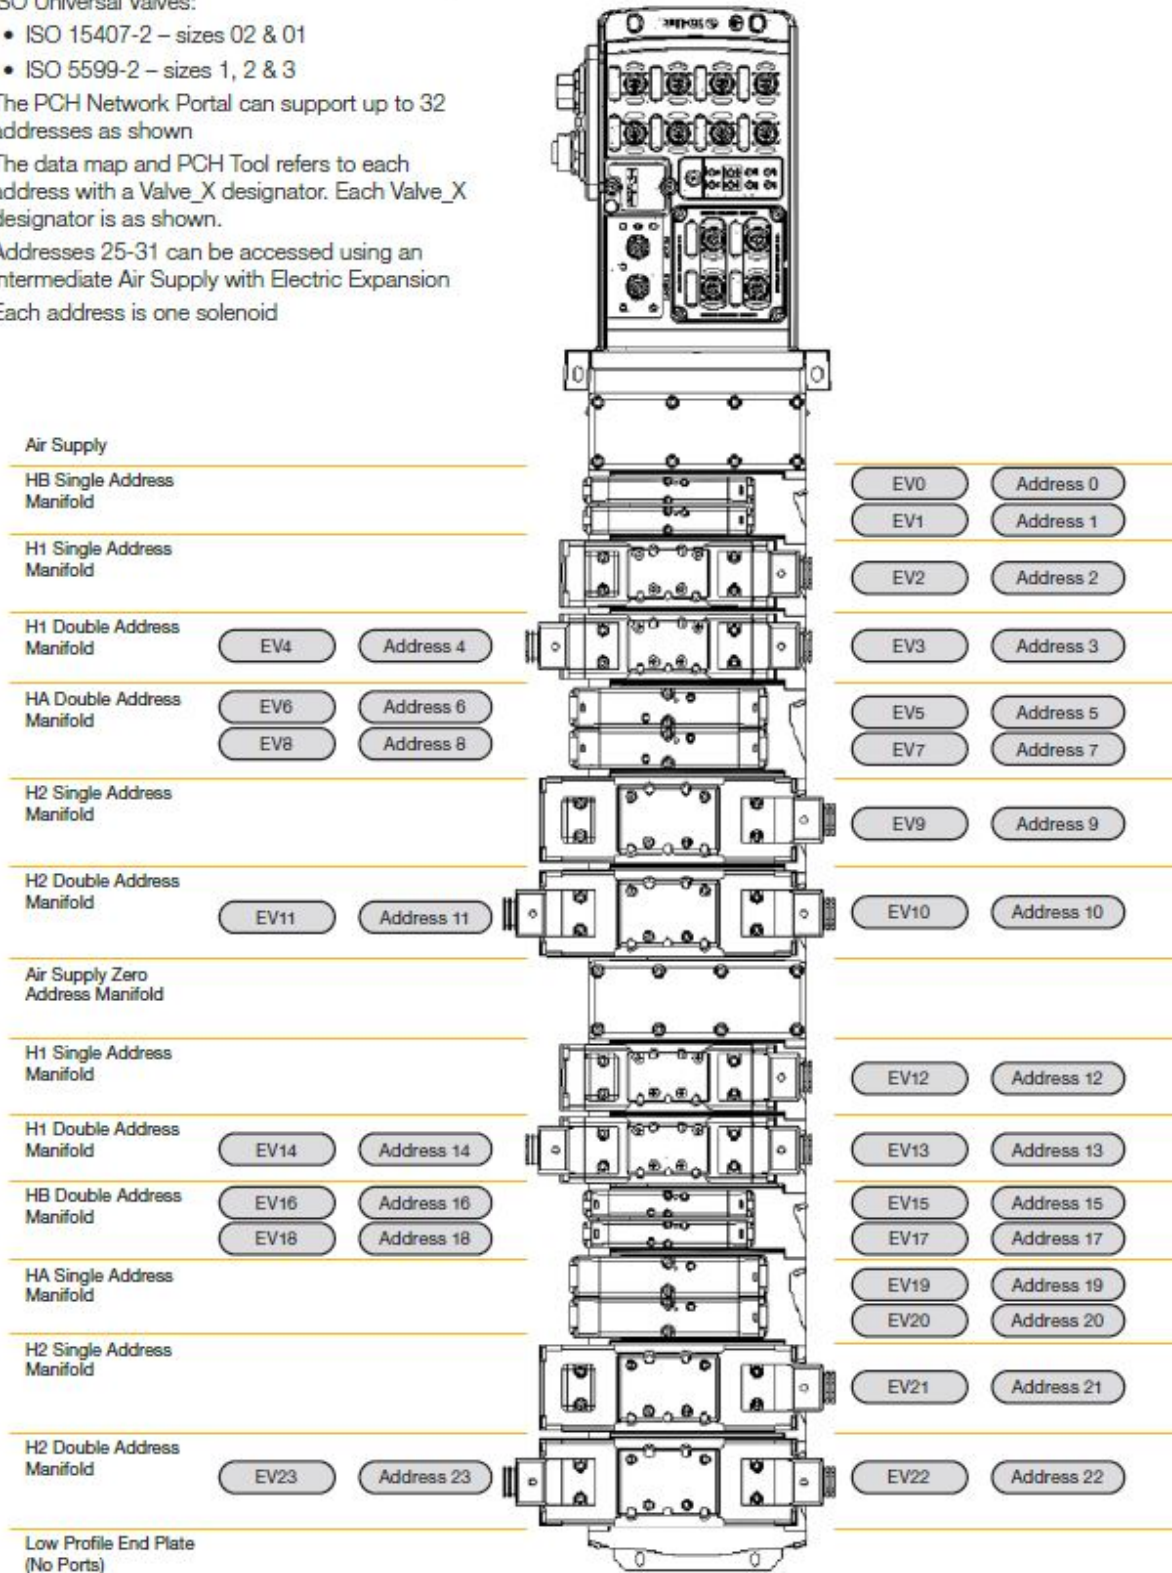 ISO Universal Valves:
• ISO 15407-2 – sizes 02 & 01
• ISO 5599-2 – sizes 1, 2 & 3
The PCH Network Portal can support up to 32
addresses as shown
The data map and PCH Tool refers to each
address with a Valve_X designator. Each Valve_X
designator is as shown.
Addresses 25-31 can be accessed using an
Intermediate Air Supply with Electric Expansion
Each address is one solenoid
IO-Link
Air Supply
HB Single Address
Manifold
EV0 Address 0
EV1 Address 1
H1 Single Address
Manifold
EV2 Address 2
H1 Double Address
Manifold
EV4 Address 4
EV3 Address 3
HA Double Address
Manifold
EV6 Address 6
EV8 Address 8
EV5 Address 5
EV7 Address 7
H2 Single Address
Manifold
EV9 Address 9
H2 Double Address
Manifold
EV11 Address 11
EV10 Address 10
Air Supply Zero
Address Manifold
H1 Single Address
Manifold
EV12 Address 12
H1 Double Address
Manifold
EV14 Address 14
EV13 Address 13
HB Double Address
Manifold
EV16 Address 16
EV18 Address 18
EV15 Address 15
EV17 Address 17
HA Single Address
Manifold
EV19 Address 19
EV20 Address 20
H2 Single Address
Manifold
EV21 Address 21
H2 Double Address
Manifold
EV23 Address 23
EV22 Address 22
Low Profile End Plate
(No Ports)